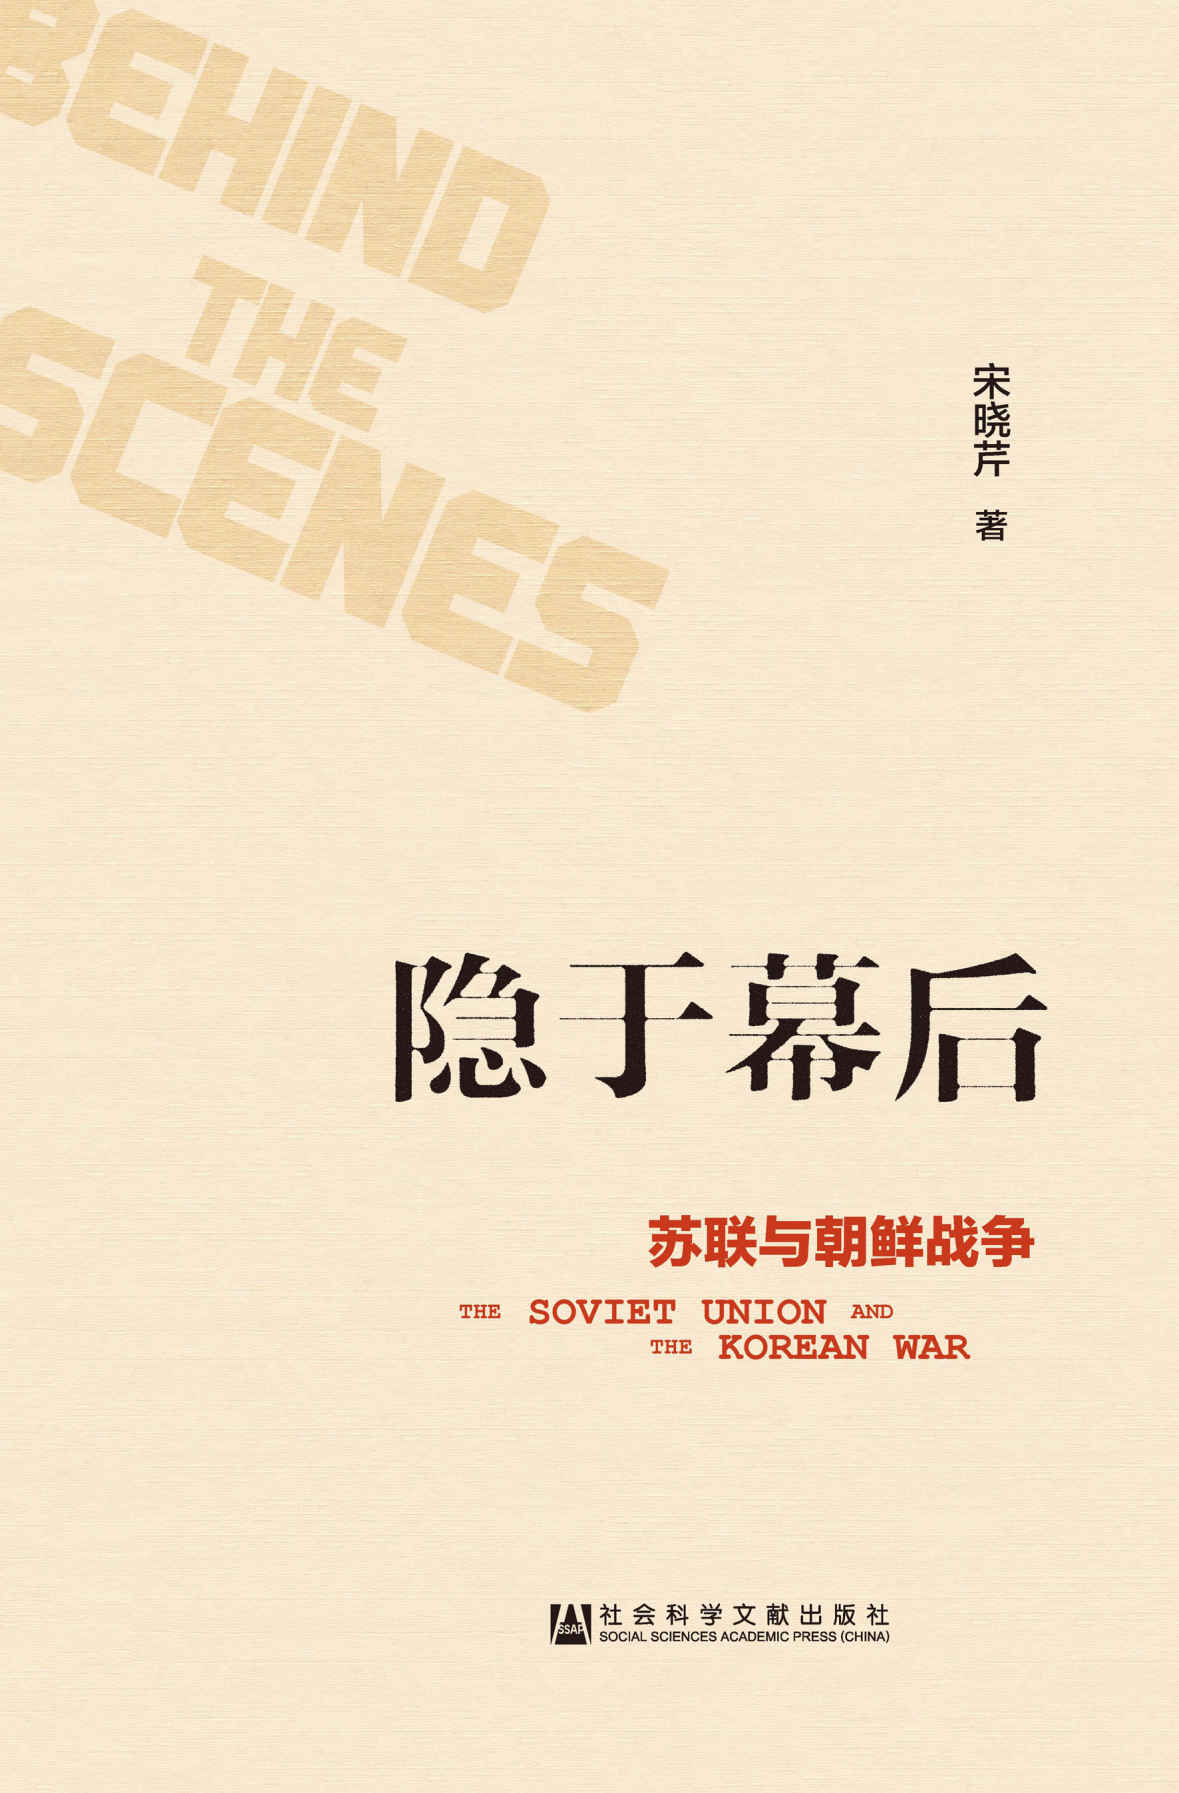 BEHIND
THE
SCENES
宋晓芹 著
隐于幕后
苏联与朝鲜战争
THE SOVIET UNION AND
THE KOREAN WAR
SSAP
社会科学文献出版社
SOCIAL SCIENCES ACADEMIC PRESS (CHINA)